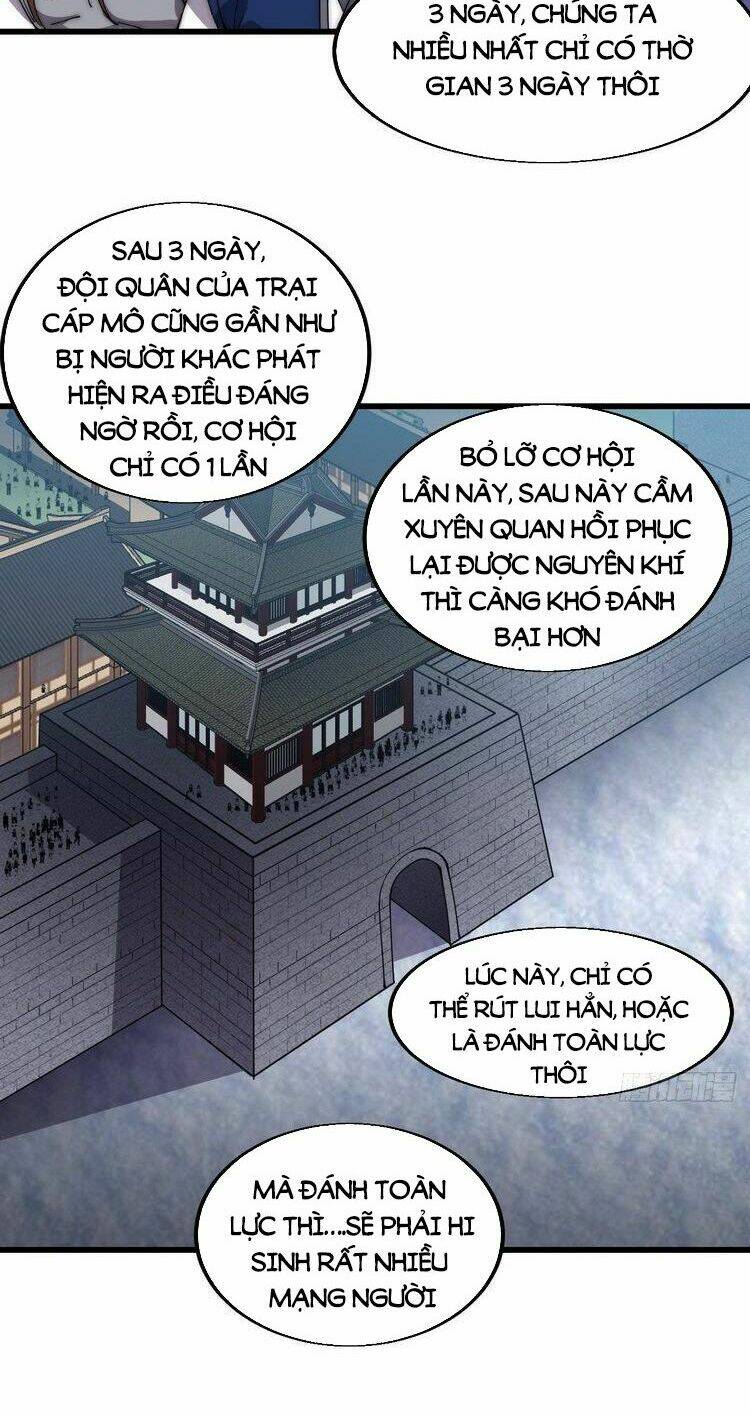 3 NGÀY, CHÚNG TA
NHIỀU NHẤT CHỈ CÓ THỜ
GIAN 3 NGÀY THÔI
SAU 3 NGÀY,
ĐỘI QUÂN CỦA TRẠI
CÁP MÔ CŨNG GẦN NHƯ
BỊ NGƯỜI KHÁC PHÁT
HIỆN RA ĐIỀU ĐÁNG
NGỜ RỒI, CƠ HỘI
CHỈ CÓ 1 LẦN
BỎ LỠ CƠ HỘI
LẦN NÀY, SAU NÀY CẦM
XUYÊN QUAN HỒI PHỤC
LẠI ĐƯỢC NGUYÊN KHÍ
THÌ CÀNG KHÓ ĐÁNH
BẠI HƠN
LÚC NÀY, CHỈ CÓ
THỂ RÚT LUI HẲN, HOẶC
LÀ ĐÁNH TOÀN LỰC
THÔI
MÀ ĐÁNH TOÀN
LỰC THÌ....SẼ PHẢI HI
SINH RẤT NHIỀU
MẠNG NGƯỜI